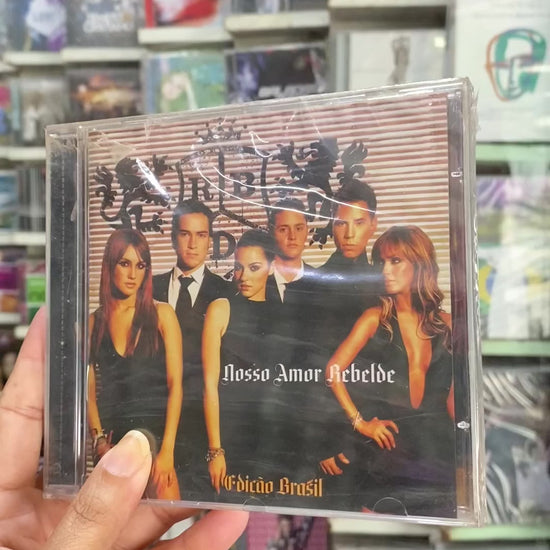 RBD
Nosso Amor Rebelde
Edição Brasil